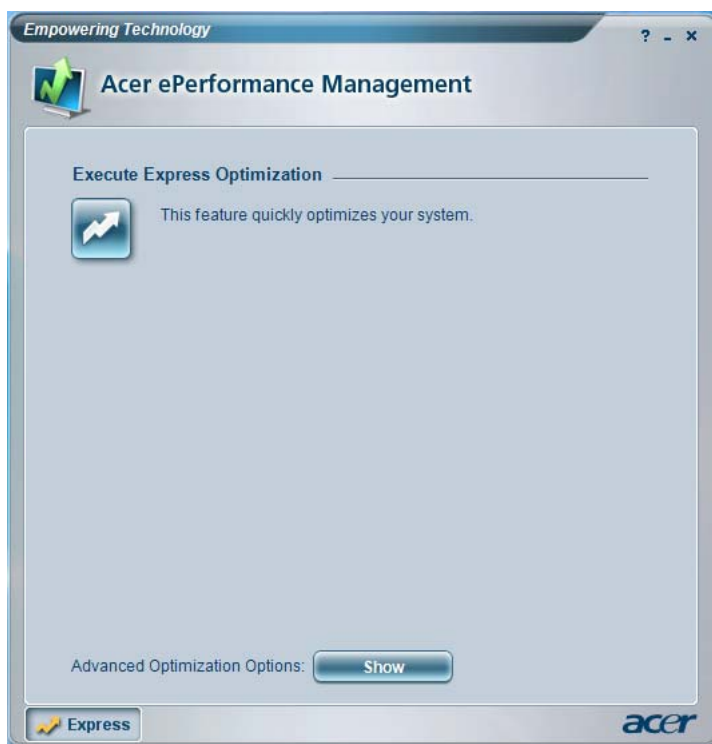 Empowering Technology
? - ×
Acer ePerformance Management
Execute Express Optimization
This feature quickly optimizes your system.
Advanced Optimization Options: Show
Express
acer